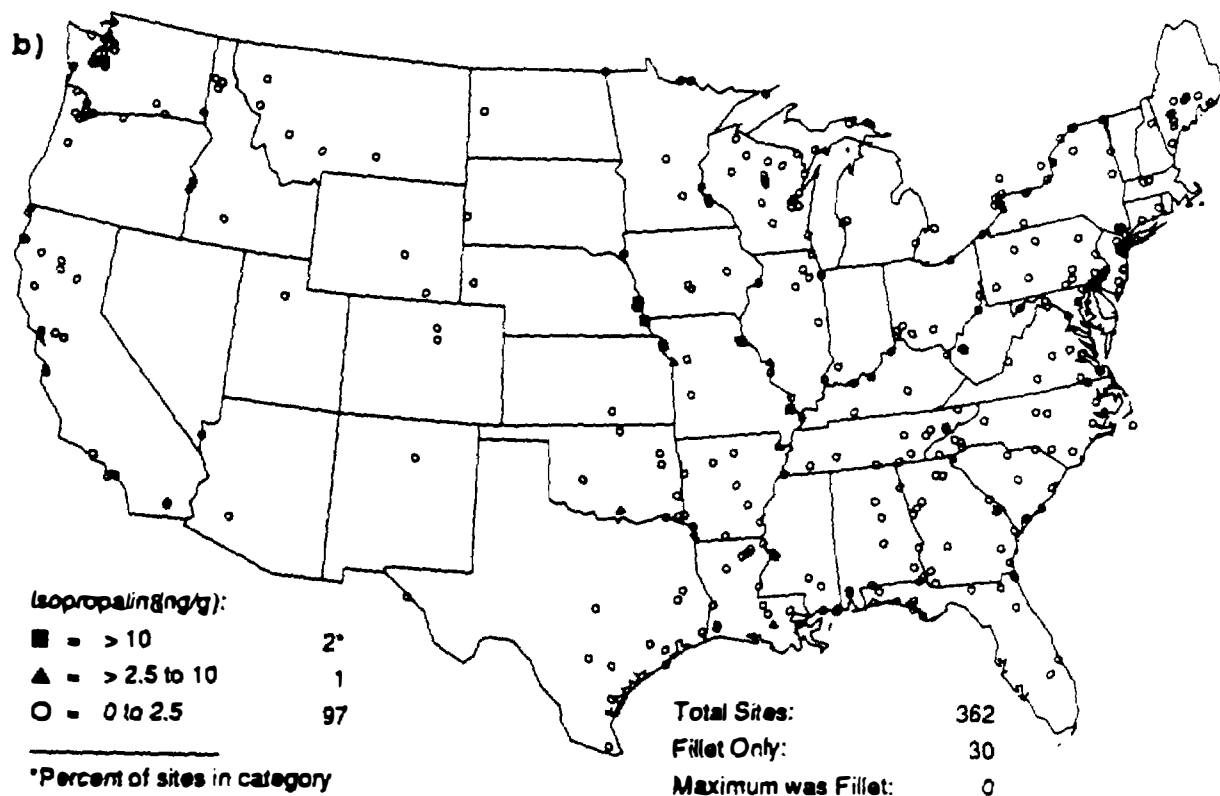 b)
Isopropalin (ng/g):
■ = > 10 2*
▲ = > 2.5 to 10 1
O = 0 to 2.5 97
*Percent of sites in category
Total Sites: 362
Fillet Only: 30
Maximum was Fillet: 0